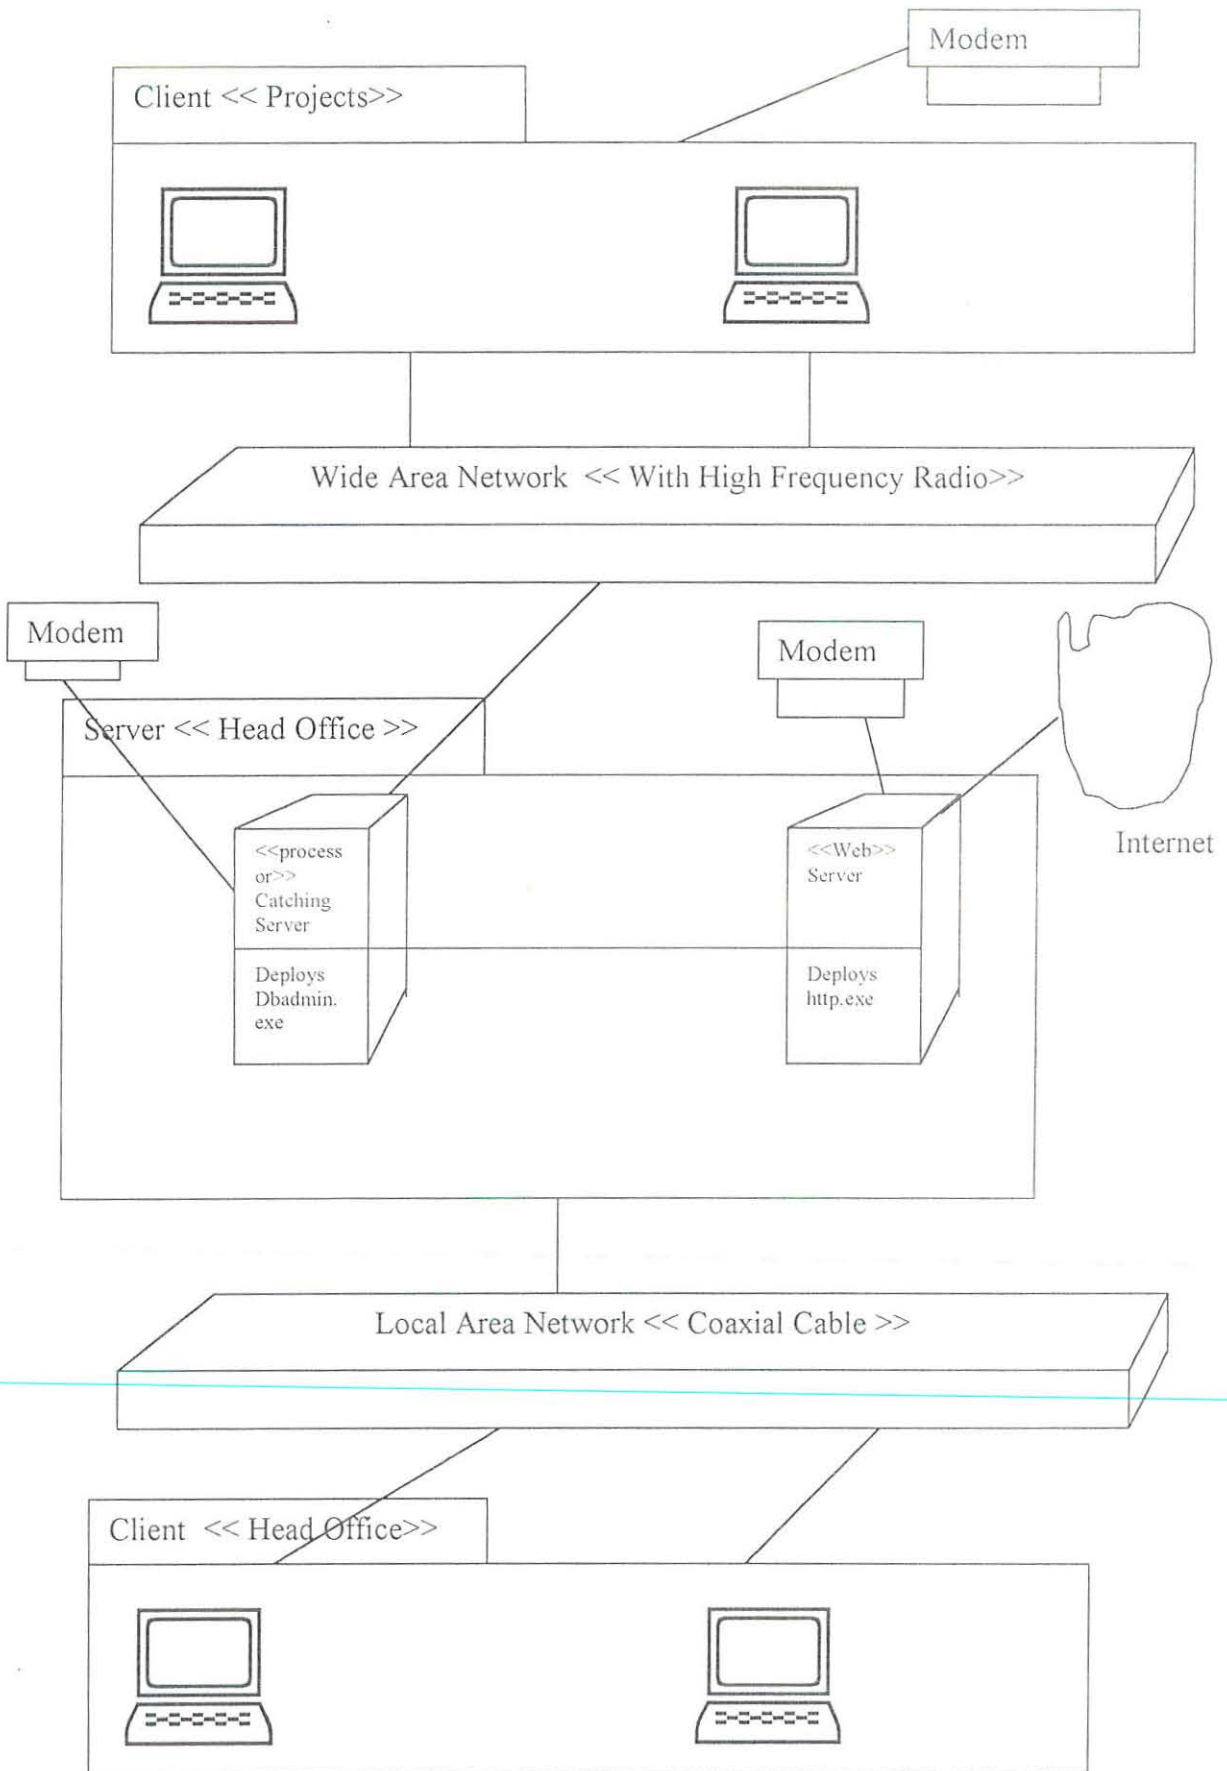 Modem
Client << Projects>>
Wide Area Network << With High Frequency Radio>>
Modem
Modem
Server << Head Office >>
Internet
<<process
or>>
Catching
Server
Deploys
Dbadmin.
exe
<<Web>>
Server
Deploys
http.exe
Local Area Network << Coaxial Cable >>
Client << Head Office>>